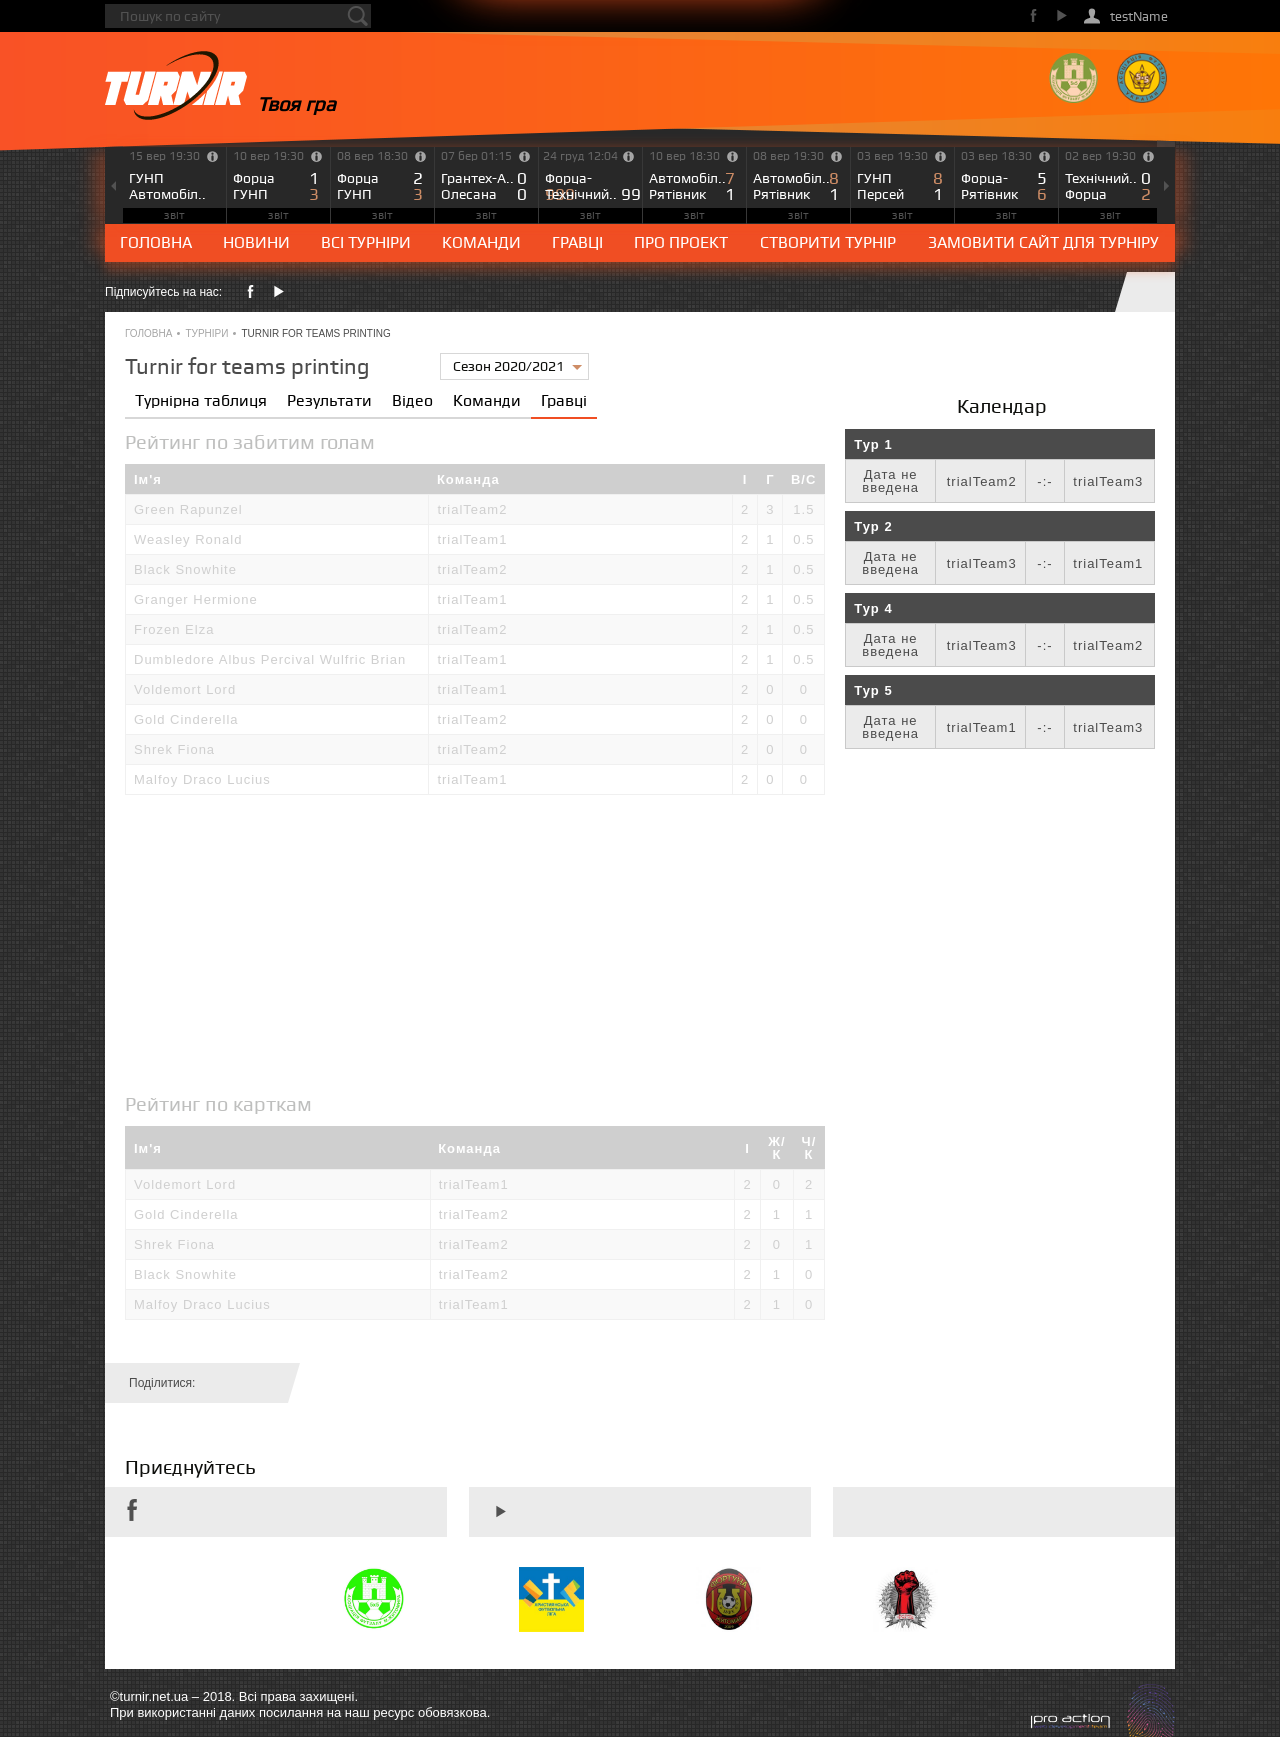 Пошук по сайту
testName
TURNIR
Твоя гра
15 вер 19:30
ГУНП
Автомобіл..
звіт
10 вер 19:30
Форца 1
ГУНП 3
звіт
08 вер 18:30
Форца 2
ГУНП 3
звіт
07 бер 01:15
Грантех-А.. 0
Олесана 0
звіт
24 груд 12:04
Форца- 999
Технічний.. 99
звіт
10 вер 18:30
Автомобіл.. 7
Рятівник 1
звіт
08 вер 19:30
Автомобіл.. 8
Рятівник 1
звіт
03 вер 19:30
ГУНП 8
Персей 1
звіт
03 вер 18:30
Форца- 5
Рятівник 6
звіт
02 вер 19:30
Технічний.. 0
Форца 2
звіт
ГОЛОВНА НОВИНИ ВСІ ТУРНІРИ КОМАНДИ ГРАВЦІ ПРО ПРОЕКТ СТВОРИТИ ТУРНІР ЗАМОВИТИ САЙТ ДЛЯ ТУРНІРУ
Підписуйтесь на нас:
ГОЛОВНА • ТУРНІРИ • TURNIR FOR TEAMS PRINTING
Turnir for teams printing
Сезон 2020/2021
Турнірна таблиця Результати Відео Команди Гравці
Рейтинг по забитим голам
Ім'я Команда І Г В/С
Green Rapunzel trialTeam2 2 3 1.5
Weasley Ronald trialTeam1 2 1 0.5
Black Snowhite trialTeam2 2 1 0.5
Granger Hermione trialTeam1 2 1 0.5
Frozen Elza trialTeam2 2 1 0.5
Dumbledore Albus Percival Wulfric Brian trialTeam1 2 1 0.5
Voldemort Lord trialTeam1 2 0 0
Gold Cinderella trialTeam2 2 0 0
Shrek Fiona trialTeam2 2 0 0
Malfoy Draco Lucius trialTeam1 2 0 0
Календар
Тур 1
Дата не введена trialTeam2 -:- trialTeam3
Тур 2
Дата не введена trialTeam3 -:- trialTeam1
Тур 4
Дата не введена trialTeam3 -:- trialTeam2
Тур 5
Дата не введена trialTeam1 -:- trialTeam3
Рейтинг по карткам
Ім'я Команда І Ж/К Ч/К
Voldemort Lord trialTeam1 2 0 2
Gold Cinderella trialTeam2 2 1 1
Shrek Fiona trialTeam2 2 0 1
Black Snowhite trialTeam2 2 1 0
Malfoy Draco Lucius trialTeam1 2 1 0
Поділитися:
Приєднуйтесь
©turnir.net.ua – 2018. Всі права захищені.
При використанні даних посилання на наш ресурс обовязкова.
pro action